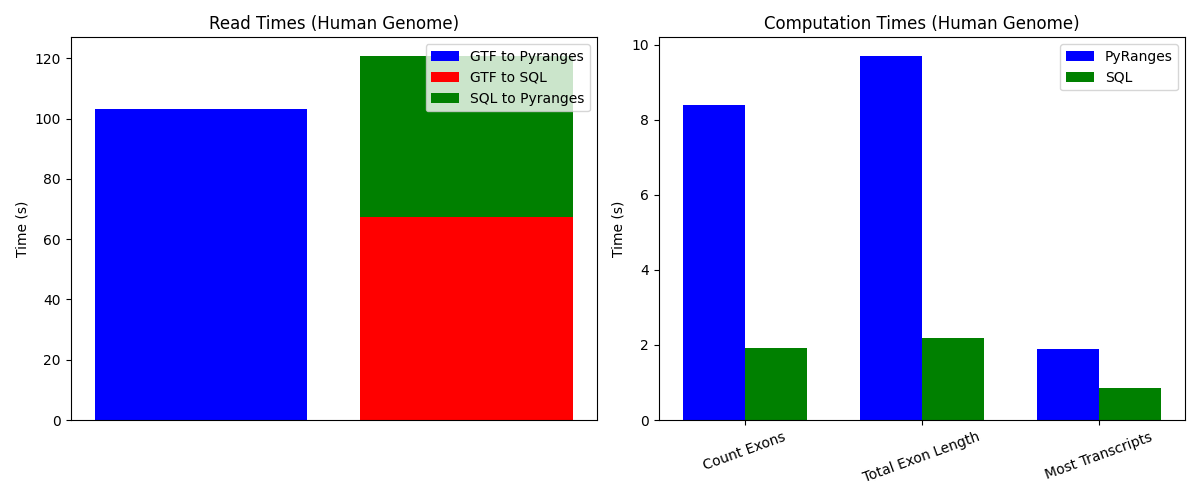 Read Times (Human Genome)
Time (s)
120
100
80
60
40
20
0
GTF to Pyranges
GTF to SQL
SQL to Pyranges
Computation Times (Human Genome)
Time (s)
10
8
6
4
2
0
PyRanges
SQL
Count Exons
Total Exon Length
Most Transcripts